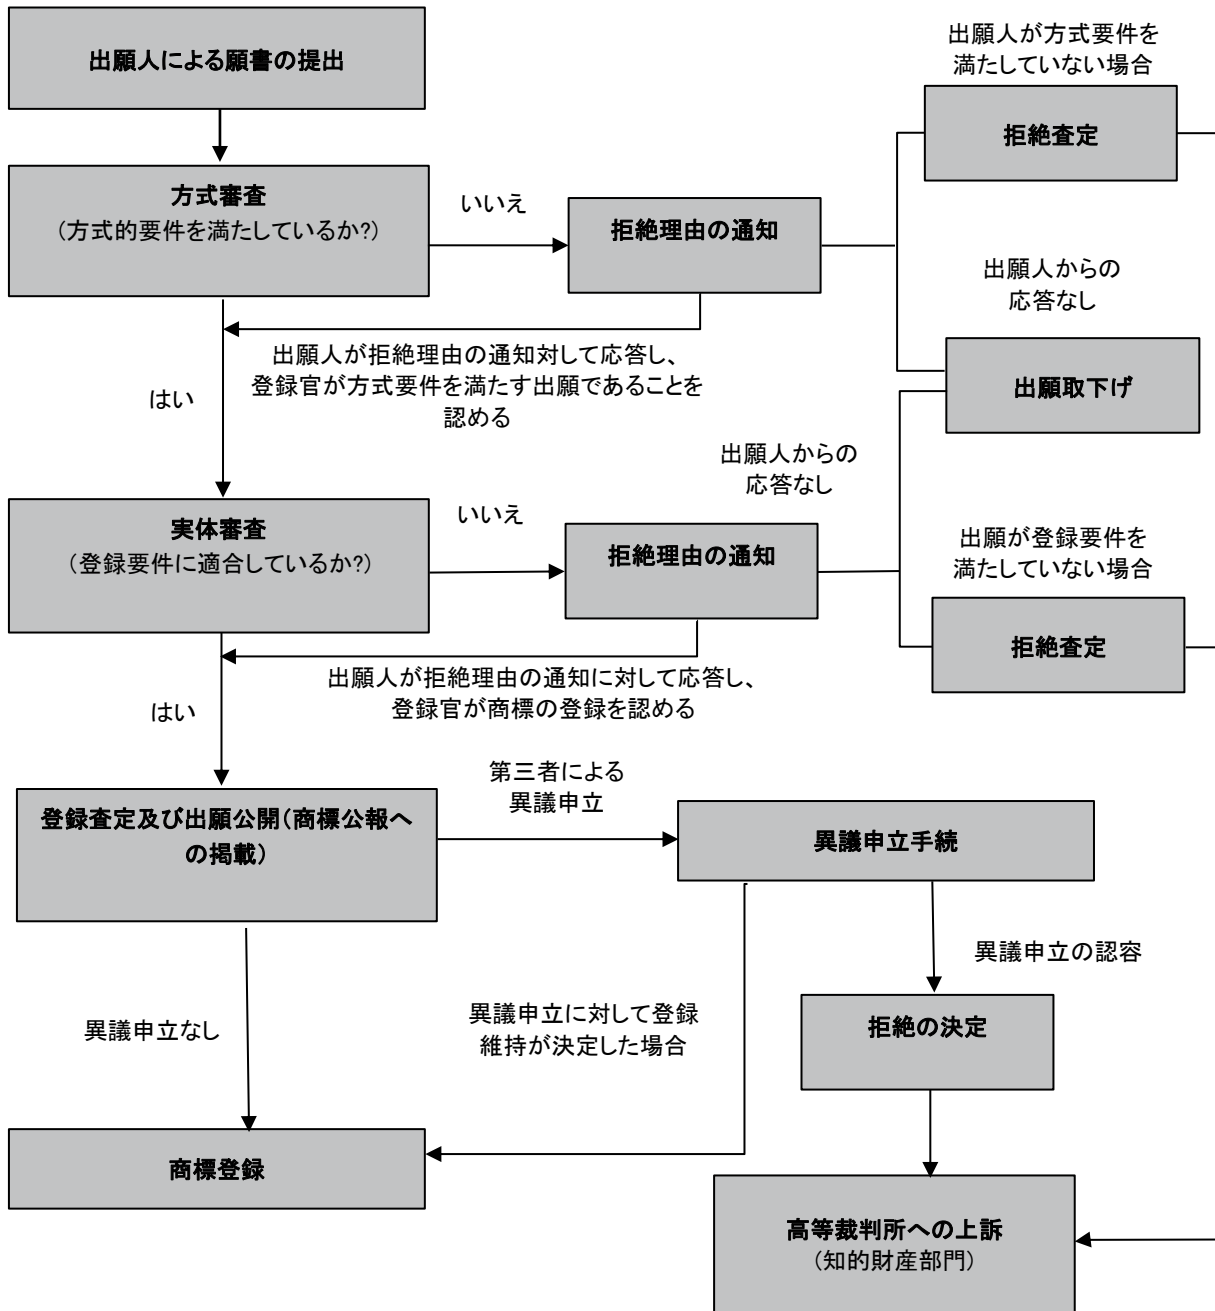 出願人による願書の提出
出願人が方式要件を
満たしていない場合
拒絶査定
方式審査
（方式的要件を満たしているか?）
いいえ
拒絶理由の通知
出願人からの
応答なし
出願取下げ
出願人が拒絶理由の通知対して応答し、
登録官が方式要件を満たす出願であることを
認める
はい
出願人からの
応答なし
実体審査
（登録要件に適合しているか?）
いいえ
拒絶理由の通知
出願が登録要件を
満たしていない場合
拒絶査定
出願人が拒絶理由の通知に対して応答し、
登録官が商標の登録を認める
はい
第三者による
異議申立
登録査定及び出願公開（商標公報へ
の掲載）
異議申立手続
異議申立の認容
異議申立なし
異議申立に対して登録
維持が決定した場合
拒絶の決定
商標登録
高等裁判所への上訴
（知的財産部門）